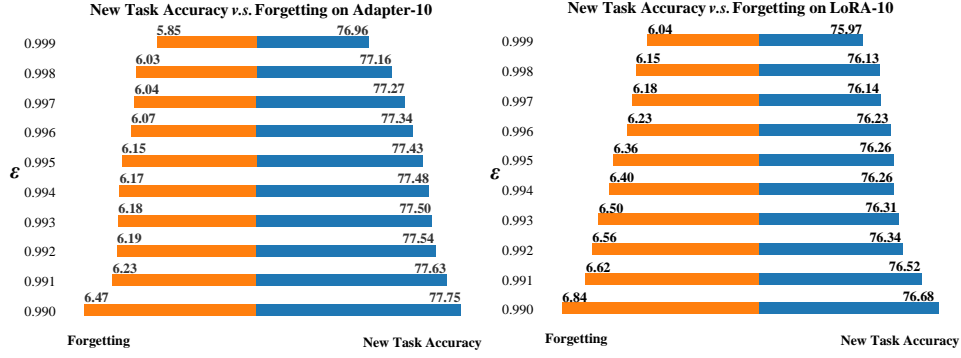 New Task Accuracy v.s. Forgetting on Adapter-10
0.999 5.85 76.96
0.998 6.03 77.16
0.997 6.04 77.27
0.996 6.07 77.34
0.995 6.15 77.43
ε
0.994 6.17 77.48
0.993 6.18 77.50
0.992 6.19 77.54
0.991 6.23 77.63
0.990 6.47 77.75
Forgetting New Task Accuracy
New Task Accuracy v.s. Forgetting on LoRA-10
0.999 6.04 75.97
0.998 6.15 76.13
0.997 6.18 76.14
0.996 6.23 76.23
0.995 6.36 76.26
ε
0.994 6.40 76.26
0.993 6.50 76.31
0.992 6.56 76.34
0.991 6.62 76.52
0.990 6.84 76.68
Forgetting New Task Accuracy